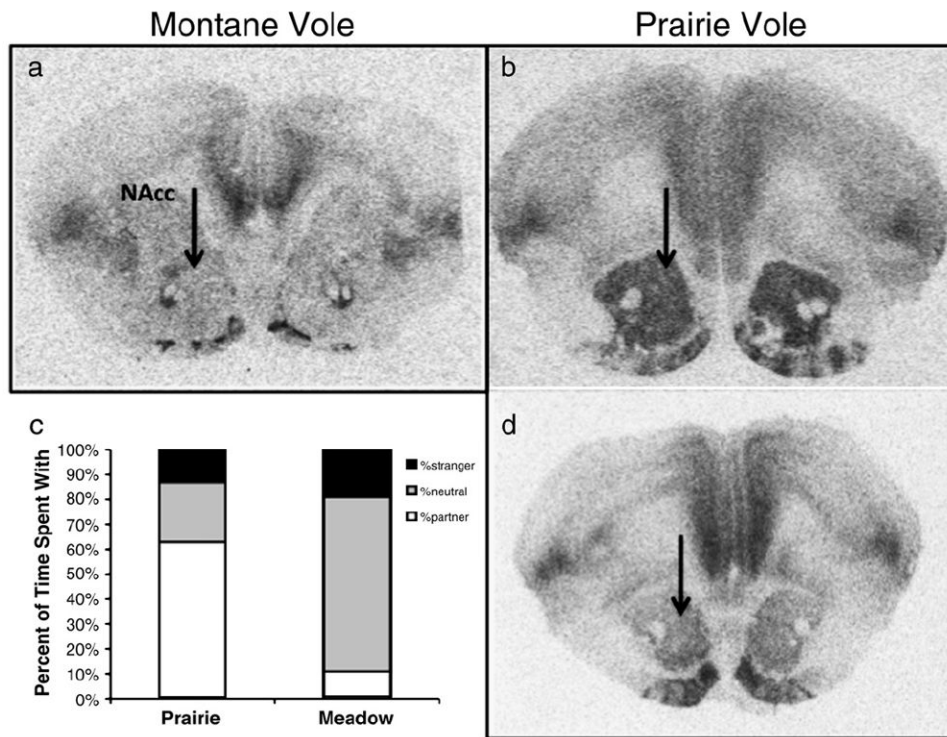 Montane Vole
Prairie Vole
a
NAcc
b
c
100%
90%
80%
70%
60%
50%
40%
30%
20%
10%
0%
Percent of Time Spent With
Prairie
Meadow
%stranger
%neutral
%partner
d